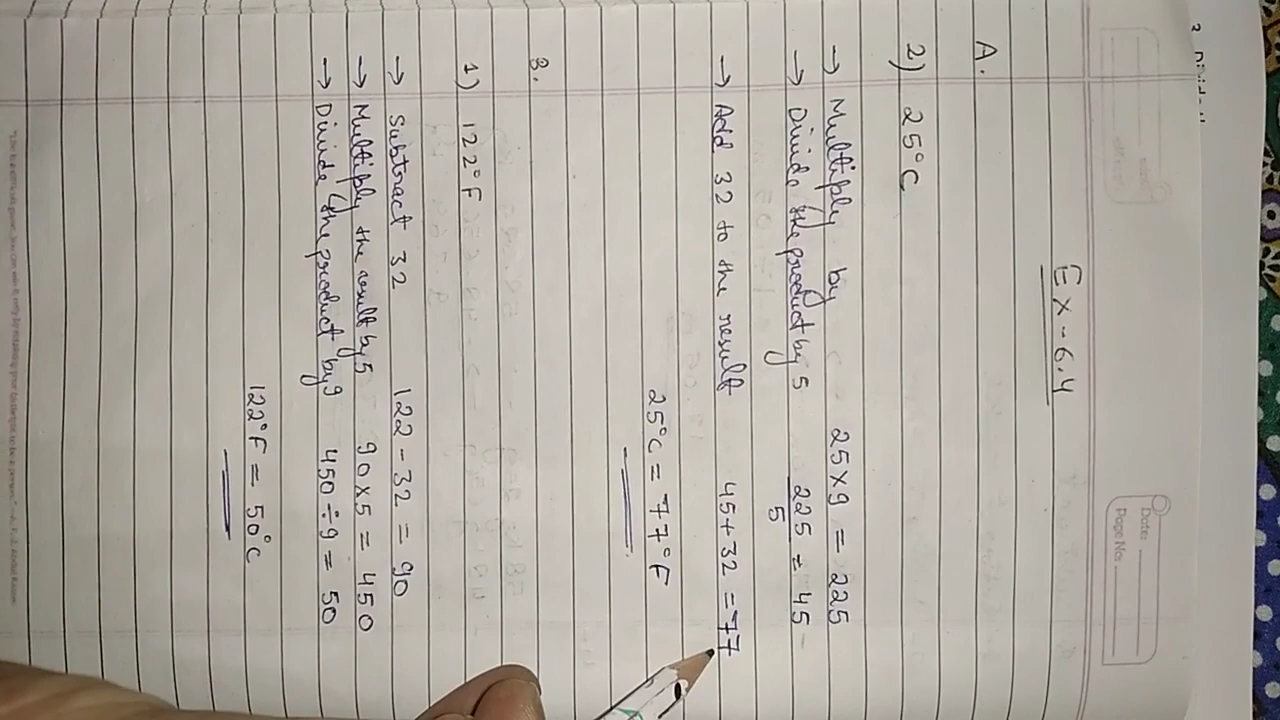 Date:
Page No:
Ex-6.4
A.
2) 25°C
→ Multiply by 25×9 = 225
→ Divide the product by 5 225/5 = 45
→ Add 32 to the result 45+32 = 77
25°C = 77°F
B.
1) 122°F
→ Subtract 32 122-32 = 90
→ Multiply the result by 5 90×5 = 450
→ Divide the product by 9 450÷9 = 50
122°F = 50°C